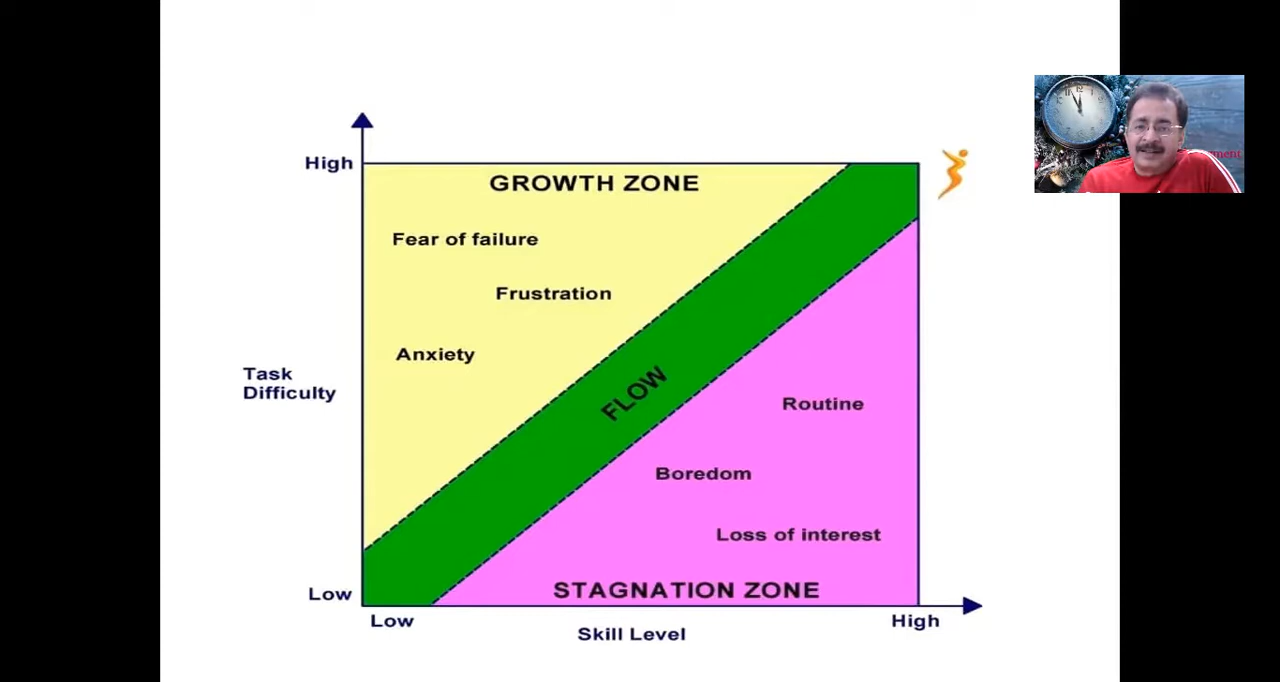 High
GROWTH ZONE
Fear of failure
Frustration
Anxiety
Task
Difficulty
FLOW
Routine
Boredom
Loss of interest
STAGNATION ZONE
Low
Low
High
Skill Level